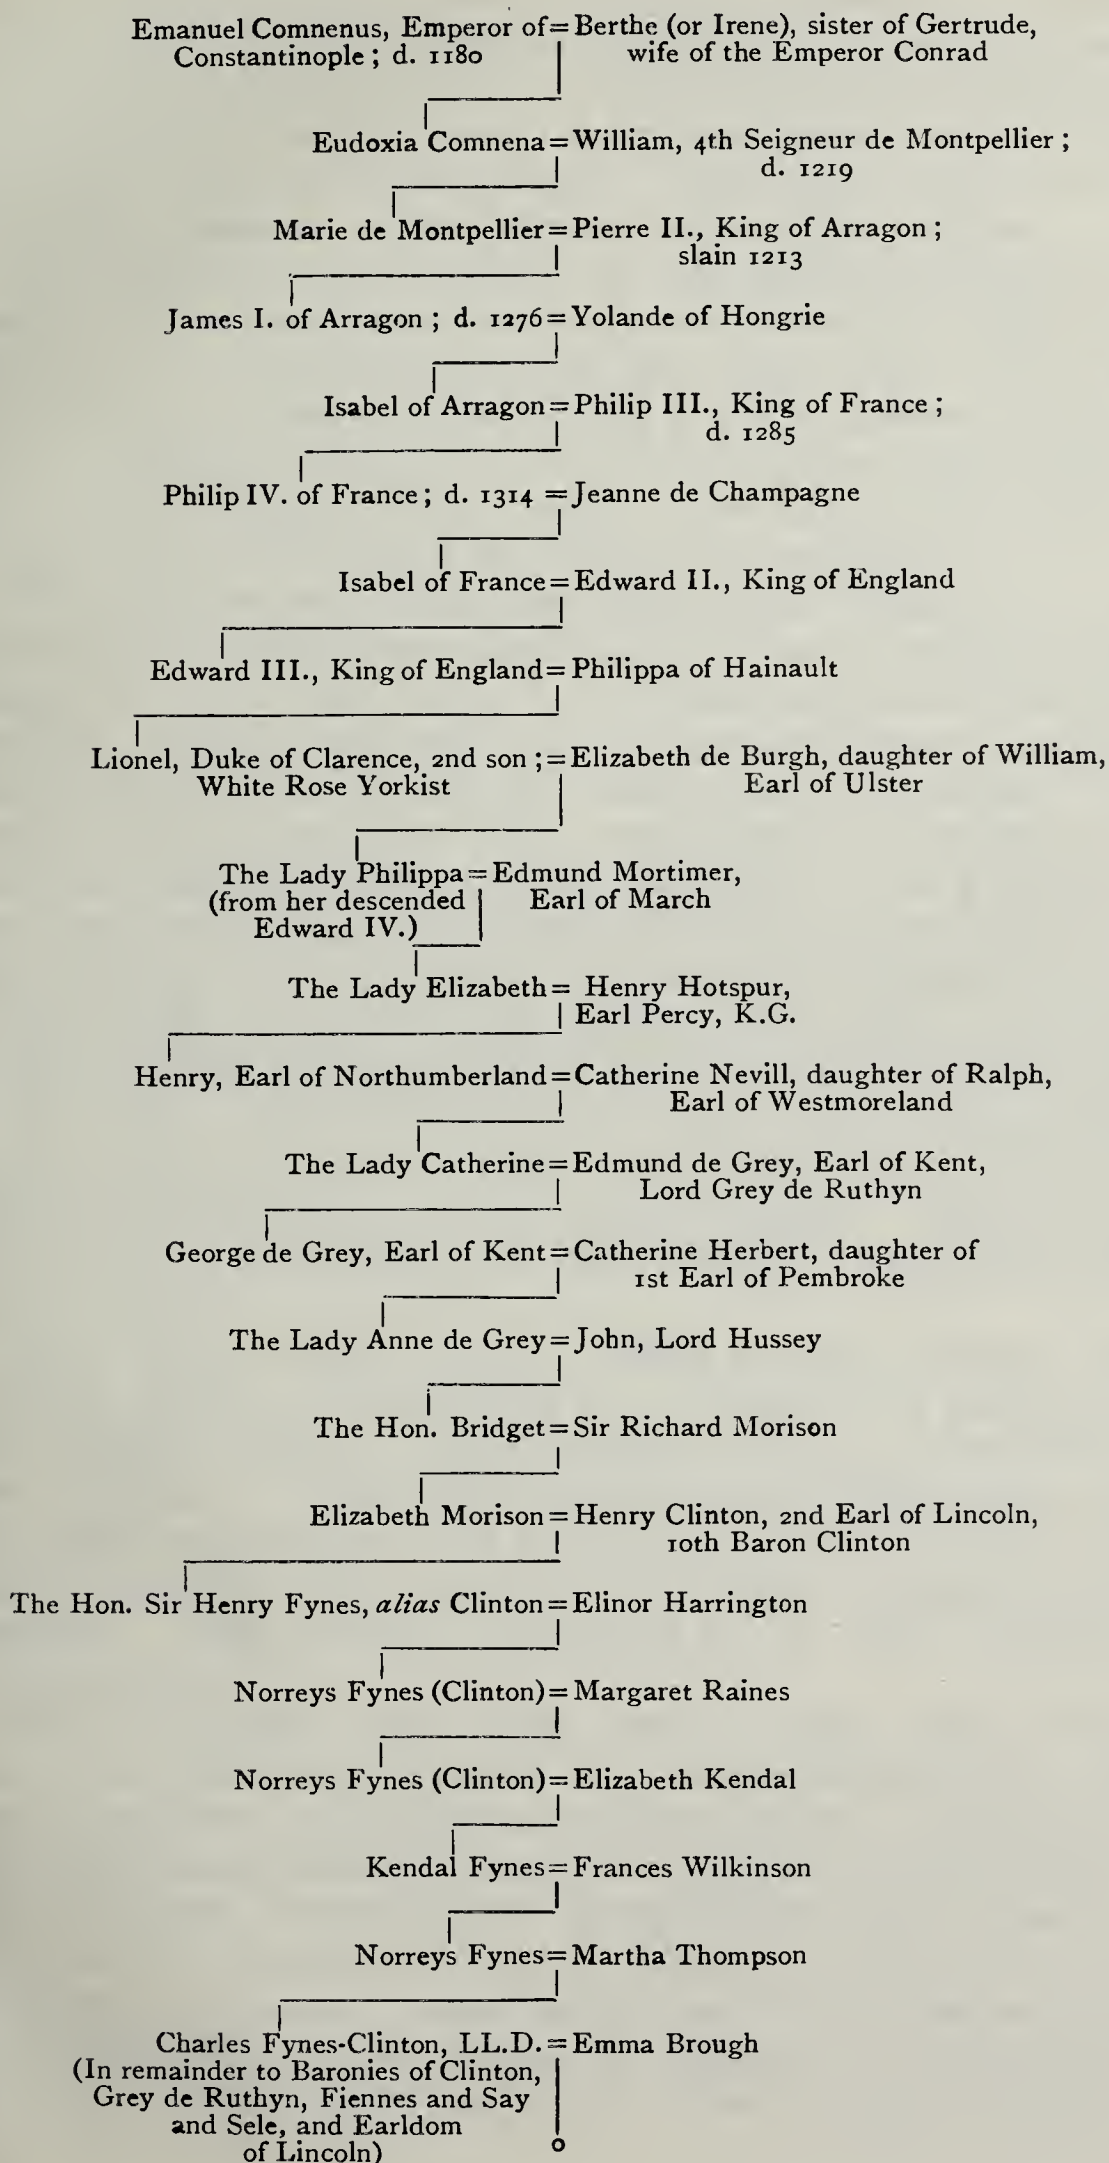 Emanuel Comnenus, Emperor of = Berthe (or Irene), sister of Gertrude,
Constantinople; d. 1180 wife of the Emperor Conrad
Eudoxia Comnena = William, 4th Seigneur de Montpellier;
d. 1219
Marie de Montpellier = Pierre II., King of Arragon;
slain 1213
James I. of Arragon; d. 1276 = Yolande of Hongrie
Isabel of Arragon = Philip III., King of France;
d. 1285
Philip IV. of France; d. 1314 = Jeanne de Champagne
Isabel of France = Edward II., King of England
Edward III., King of England = Philippa of Hainault
Lionel, Duke of Clarence, 2nd son; = Elizabeth de Burgh, daughter of William,
White Rose Yorkist Earl of Ulster
The Lady Philippa = Edmund Mortimer,
(from her descended Earl of March
Edward IV.)
The Lady Elizabeth = Henry Hotspur,
Earl Percy, K.G.
Henry, Earl of Northumberland = Catherine Nevill, daughter of Ralph,
Earl of Westmoreland
The Lady Catherine = Edmund de Grey, Earl of Kent,
Lord Grey de Ruthyn
George de Grey, Earl of Kent = Catherine Herbert, daughter of
1st Earl of Pembroke
The Lady Anne de Grey = John, Lord Hussey
The Hon. Bridget = Sir Richard Morison
Elizabeth Morison = Henry Clinton, 2nd Earl of Lincoln,
10th Baron Clinton
The Hon. Sir Henry Fynes, alias Clinton = Elinor Harrington
Norreys Fynes (Clinton) = Margaret Raines
Norreys Fynes (Clinton) = Elizabeth Kendal
Kendal Fynes = Frances Wilkinson
Norreys Fynes = Martha Thompson
Charles Fynes-Clinton, LL.D. = Emma Brough
(In remainder to Baronies of Clinton,
Grey de Ruthyn, Fiennes and Say
and Sele, and Earldom
of Lincoln)